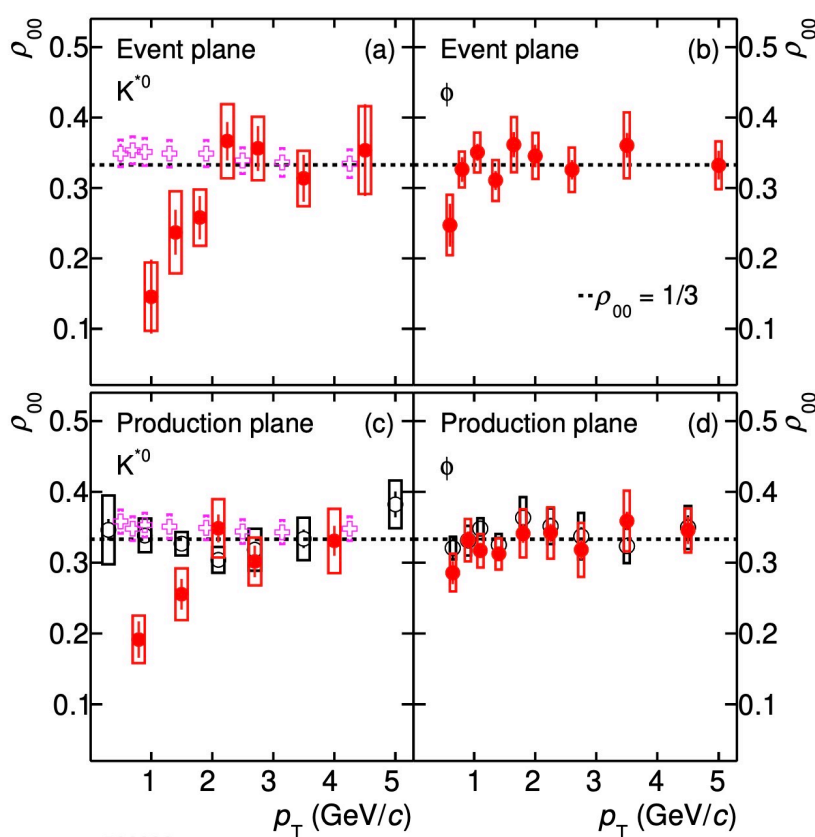 ρ00
0.5
0.4
0.3
0.2
0.1
Event plane
(a)
K*0
Event plane
(b)
φ
ρ00 = 1/3
ρ00
0.5
0.4
0.3
0.2
0.1
ρ00
0.5
0.4
0.3
0.2
0.1
Production plane
(c)
K*0
Production plane
(d)
φ
ρ00
0.5
0.4
0.3
0.2
0.1
1 2 3 4 5
1 2 3 4 5
pT (GeV/c)
pT (GeV/c)